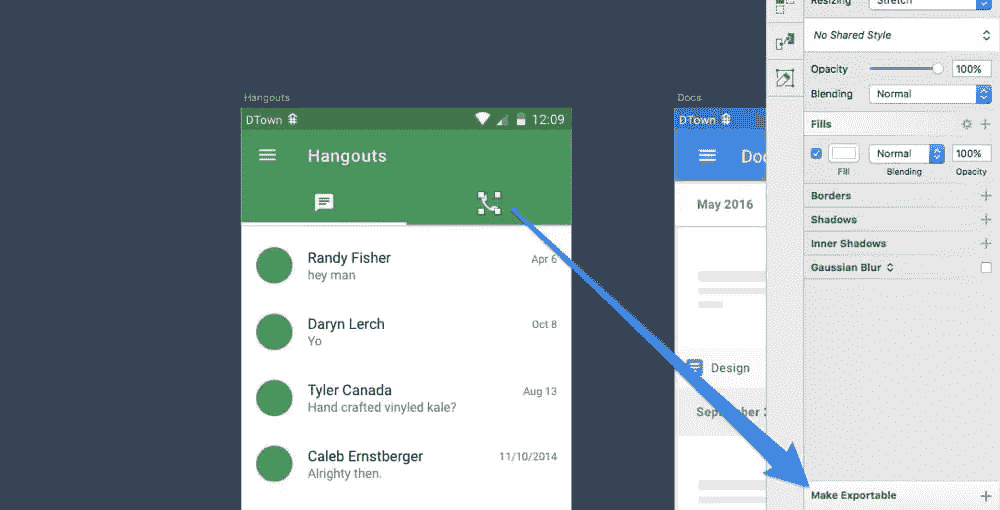 Resizing Stretch
No Shared Style
Opacity 100%
Blending Normal
Fills
Normal 100%
Fill Blending Opacity
Borders
Shadows
Inner Shadows
Gaussian Blur
Make Exportable
Hangouts
DTown 12:09
Hangouts
Randy Fisher Apr 6
hey man
Daryn Lerch Oct 8
Yo
Tyler Canada Aug 13
Hand crafted vinyled kale?
Caleb Ernstberger 11/10/2014
Alrighty then.
Docs
DTown
Doc
May 2016
Design